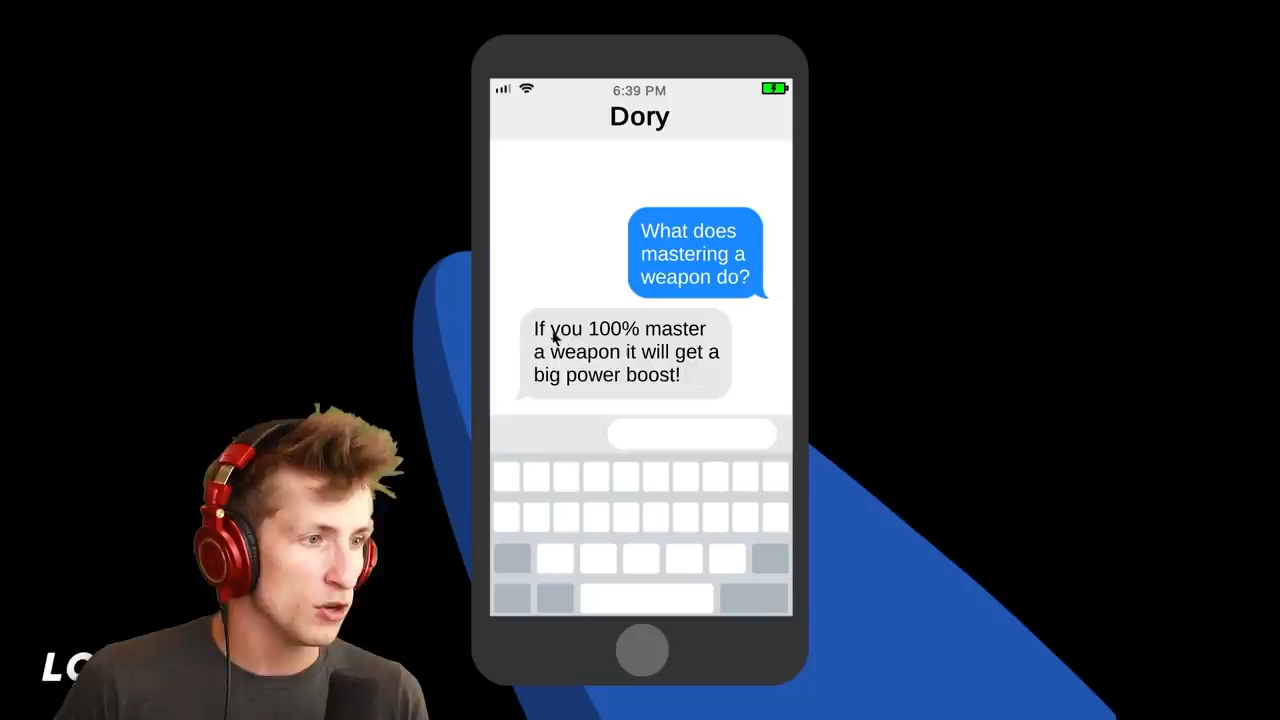 6:39 PM
Dory
What does
mastering a
weapon do?
If you 100% master
a weapon it will get a
big power boost!